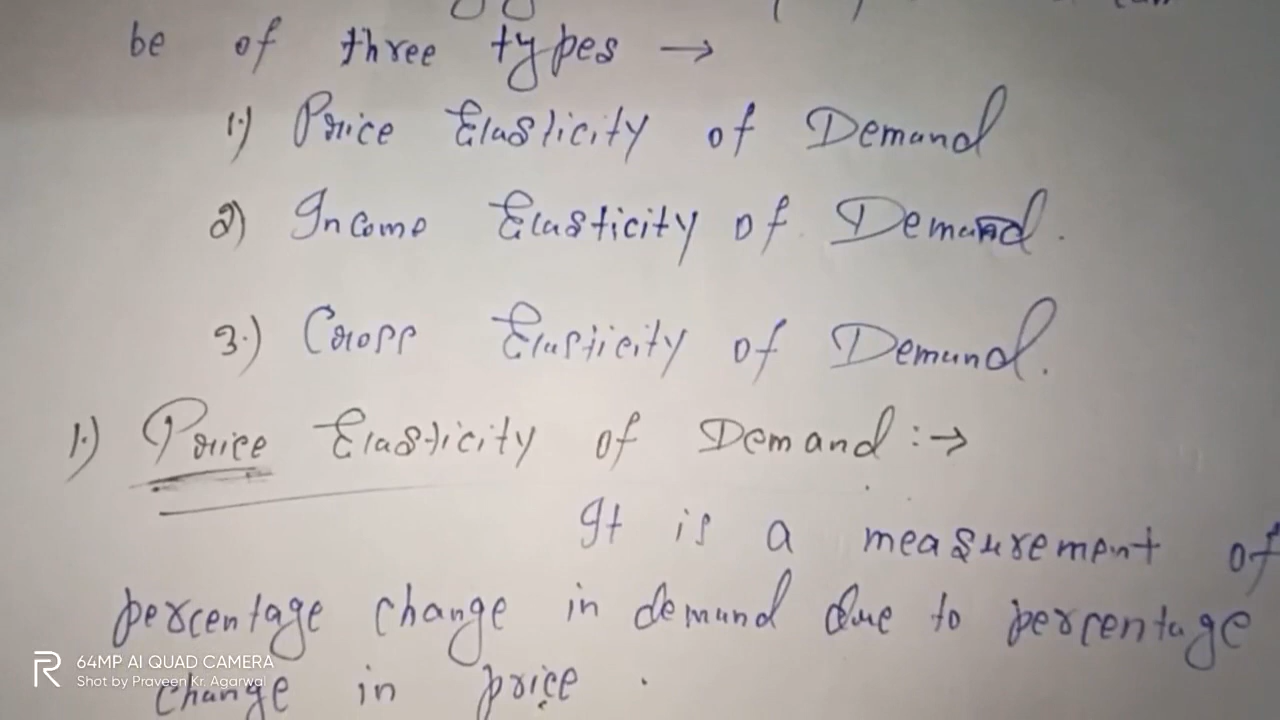 be of three types →
1.) Price Elasticity of Demand
2) Income Elasticity of Demand.
3.) Cross Elasticity of Demand.
1.) Price Elasticity of Demand :→
It is a measurement of
percentage change in demand due to percentage
change in price .
64MP AI QUAD CAMERA
Shot by Praveen Kr. Agarwal